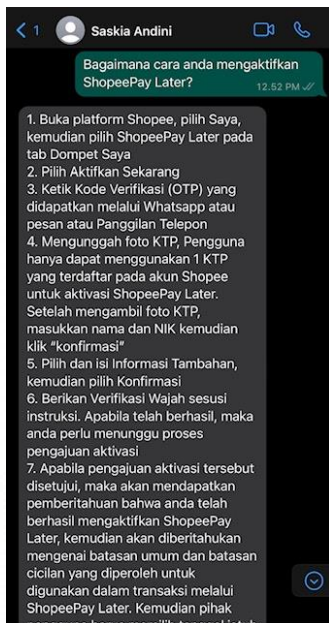 1
Saskia Andini
Bagaimana cara anda mengaktifkan
ShopeePay Later?
12.52 PM
1. Buka platform Shopee, pilih Saya,
kemudian pilih ShopeePay Later pada
tab Dompet Saya
2. Pilih Aktifkan Sekarang
3. Ketik Kode Verifikasi (OTP) yang
didapatkan melalui Whatsapp atau
pesan atau Panggilan Telepon
4. Mengunggah foto KTP, Pengguna
hanya dapat menggunakan 1 KTP
yang terdaftar pada akun Shopee
untuk aktivasi ShopeePay Later.
Setelah mengambil foto KTP,
masukkan nama dan NIK kemudian
klik “konfirmasi”
5. Pilih dan isi Informasi Tambahan,
kemudian pilih Konfirmasi
6. Berikan Verifikasi Wajah sesusi
instruksi. Apabila telah berhasil, maka
anda perlu menunggu proses
pengajuan aktivasi
7. Apabila pengajuan aktivasi tersebut
disetujui, maka akan mendapatkan
pemberitahuan bahwa anda telah
berhasil mengaktifkan ShopeePay
Later, kemudian akan diberitahukan
mengenai batasan umum dan batasan
cicilan yang diperoleh untuk
digunakan dalam transaksi melalui
ShopeePay Later. Kemudian pihak